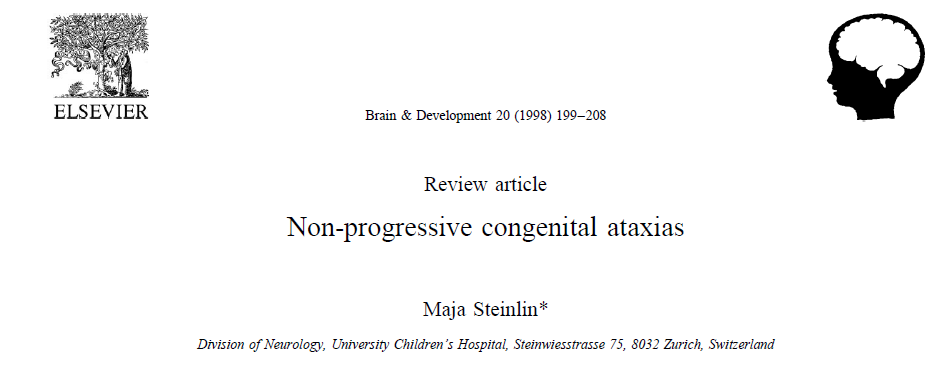 ELSEVIER
Brain & Development 20 (1998) 199–208
Review article
Non-progressive congenital ataxias
Maja Steinlin*
Division of Neurology, University Children's Hospital, Steinwiesstrasse 75, 8032 Zurich, Switzerland